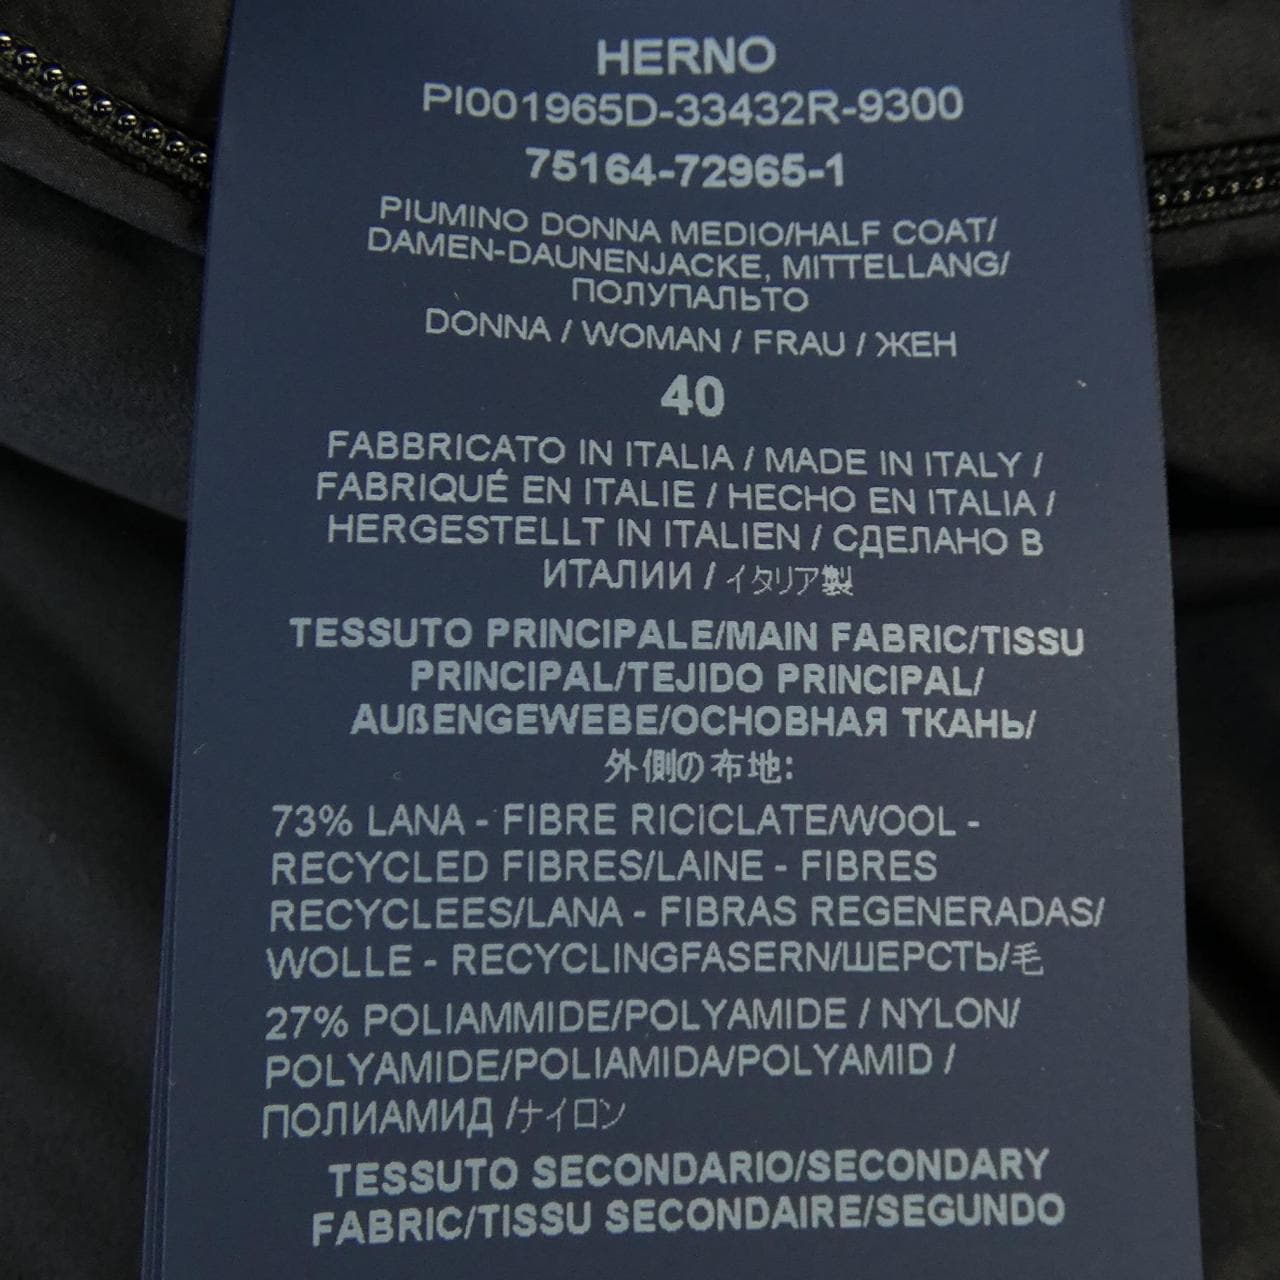 HERNO
PI001965D-33432R-9300
75164-72965-1
PIUMINO DONNA MEDIO/HALF COAT/
DAMEN-DAUNENJACKE, MITTELLANG/
ПОЛУПАЛЬТО
DONNA / WOMAN / FRAU / ЖЕН
40
FABBRICATO IN ITALIA / MADE IN ITALY /
FABRIQUÉ EN ITALIE / HECHO EN ITALIA /
HERGESTELLT IN ITALIEN / СДЕЛАНО В
ИТАЛИИ / イタリア製
TESSUTO PRINCIPALE/MAIN FABRIC/TISSU
PRINCIPAL/TEJIDO PRINCIPAL/
AUßENGEWEBE/ОСНОВНАЯ ТКАНЬ/
外側の布地:
73% LANA - FIBRE RICICLATE/WOOL -
RECYCLED FIBRES/LAINE - FIBRES
RECYCLEES/LANA - FIBRAS REGENERADAS/
WOLLE - RECYCLINGFASERN/ШЕРСТЬ/毛
27% POLIAMMIDE/POLYAMIDE / NYLON/
POLYAMIDE/POLIAMIDA/POLYAMID /
ПОЛИАМИД /ナイロン
TESSUTO SECONDARIO/SECONDARY
FABRIC/TISSU SECONDAIRE/SEGUNDO